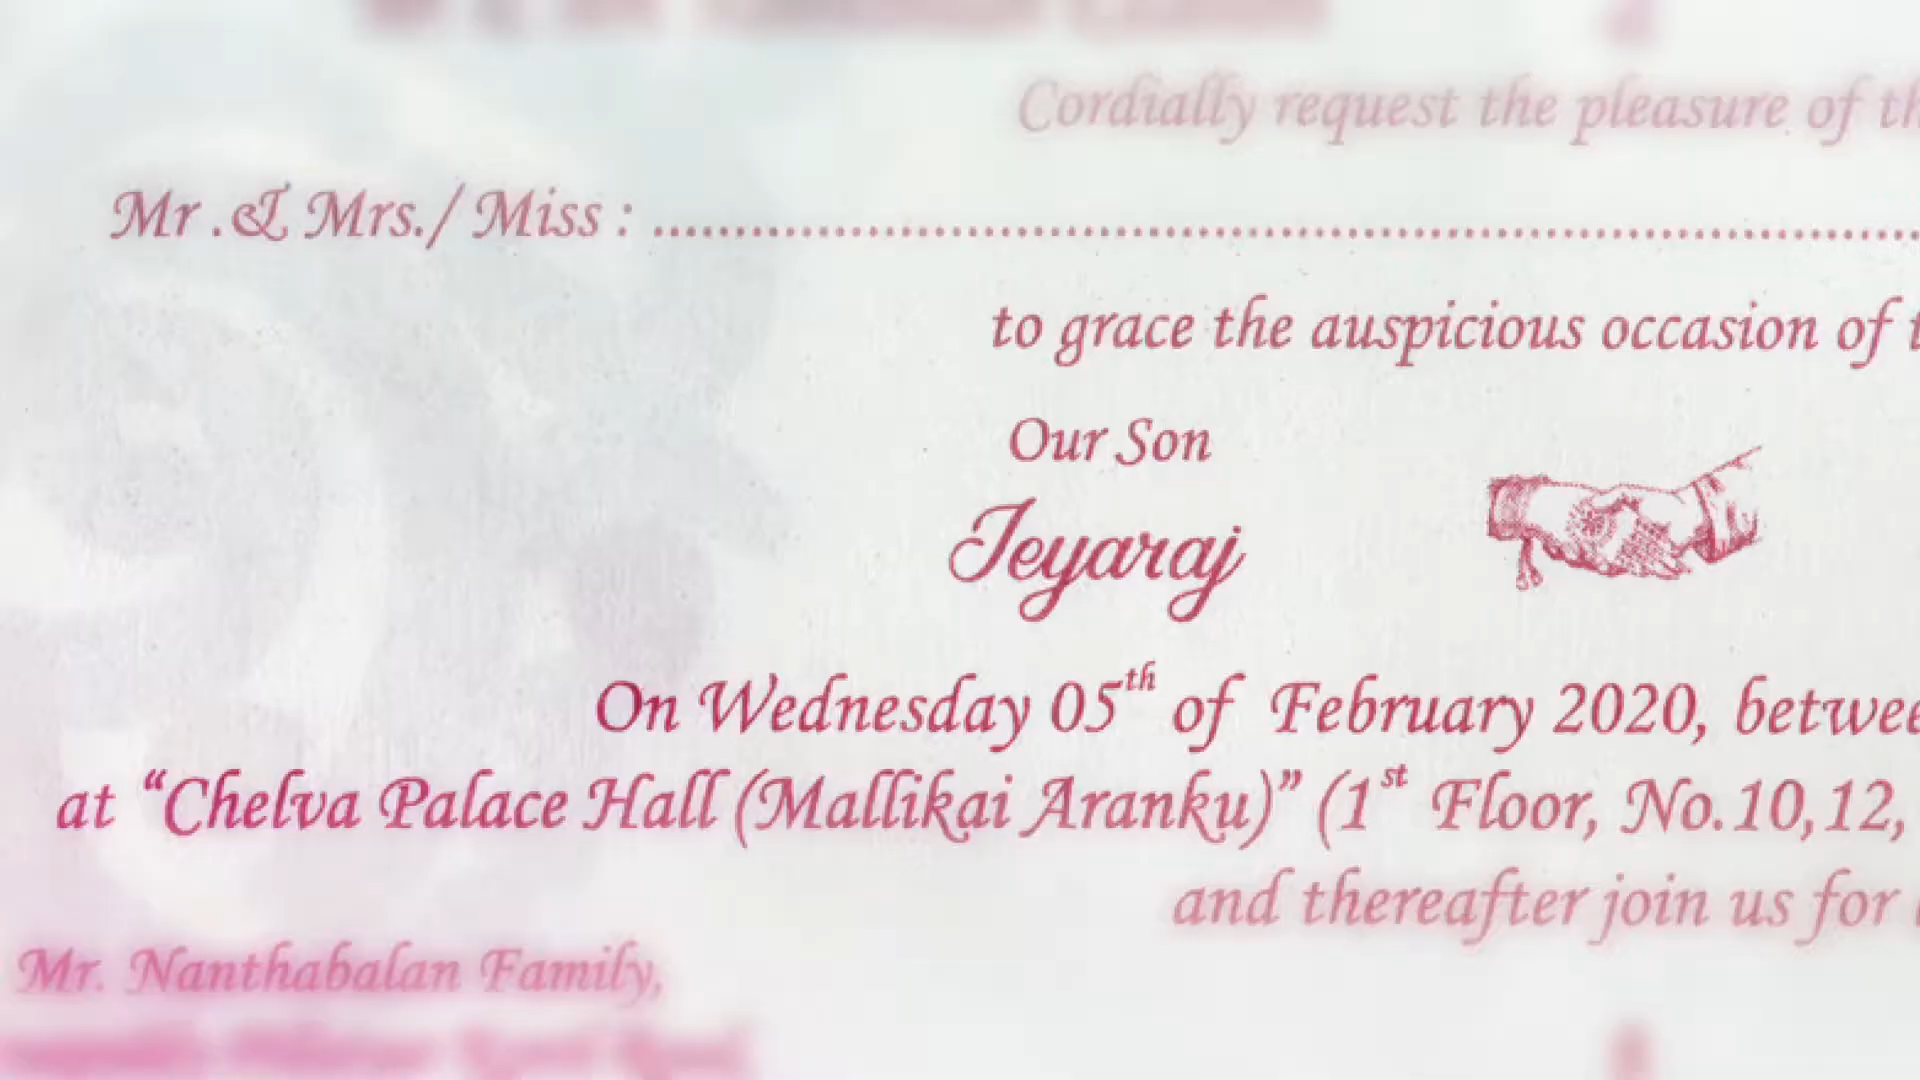 Cordially request the pleasure of
Mr .& Mrs./ Miss : ................................................................................
to grace the auspicious occasion of
Our Son
Jeyaraj
On Wednesday 05th of February 2020,
at “Chelva Palace Hall (Mallikai Aranku)” (1st Floor, No.10,12,
and thereafter join us for
Mr. Nanthabalan Family,